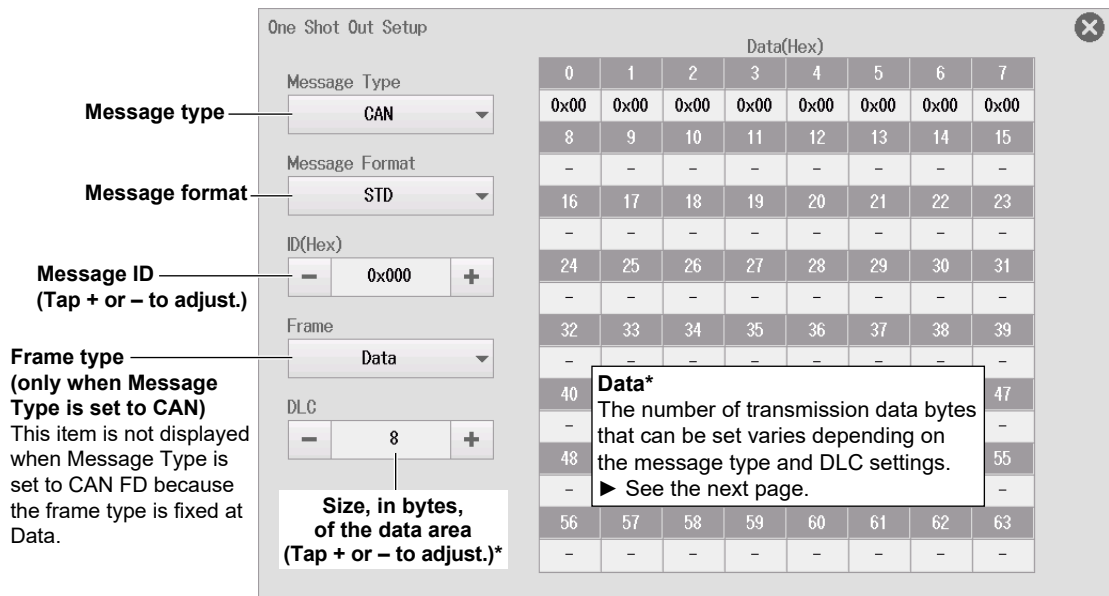 One Shot Out Setup
Data(Hex)
Message Type
Message type
CAN
Message Format
Message format
STD
ID(Hex)
Message ID
(Tap + or – to adjust.)
− 0x000 +
Frame
Frame type
(only when Message
Type is set to CAN)
This item is not displayed
when Message Type is
set to CAN FD because
the frame type is fixed at
Data.
Data
DLC
− 8 +
Size, in bytes,
of the data area
(Tap + or – to adjust.)*
0 1 2 3 4 5 6 7
0x00 0x00 0x00 0x00 0x00 0x00 0x00 0x00
8 9 10 11 12 13 14 15
– – – – – – – –
16 17 18 19 20 21 22 23
– – – – – – – –
24 25 26 27 28 29 30 31
– – – – – – – –
32 33 34 35 36 37 38 39
– – – – – – – –
40 47
– –
48 55
– –
Data*
The number of transmission data bytes
that can be set varies depending on
the message type and DLC settings.
► See the next page.
56 57 58 59 60 61 62 63
– – – – – – – –